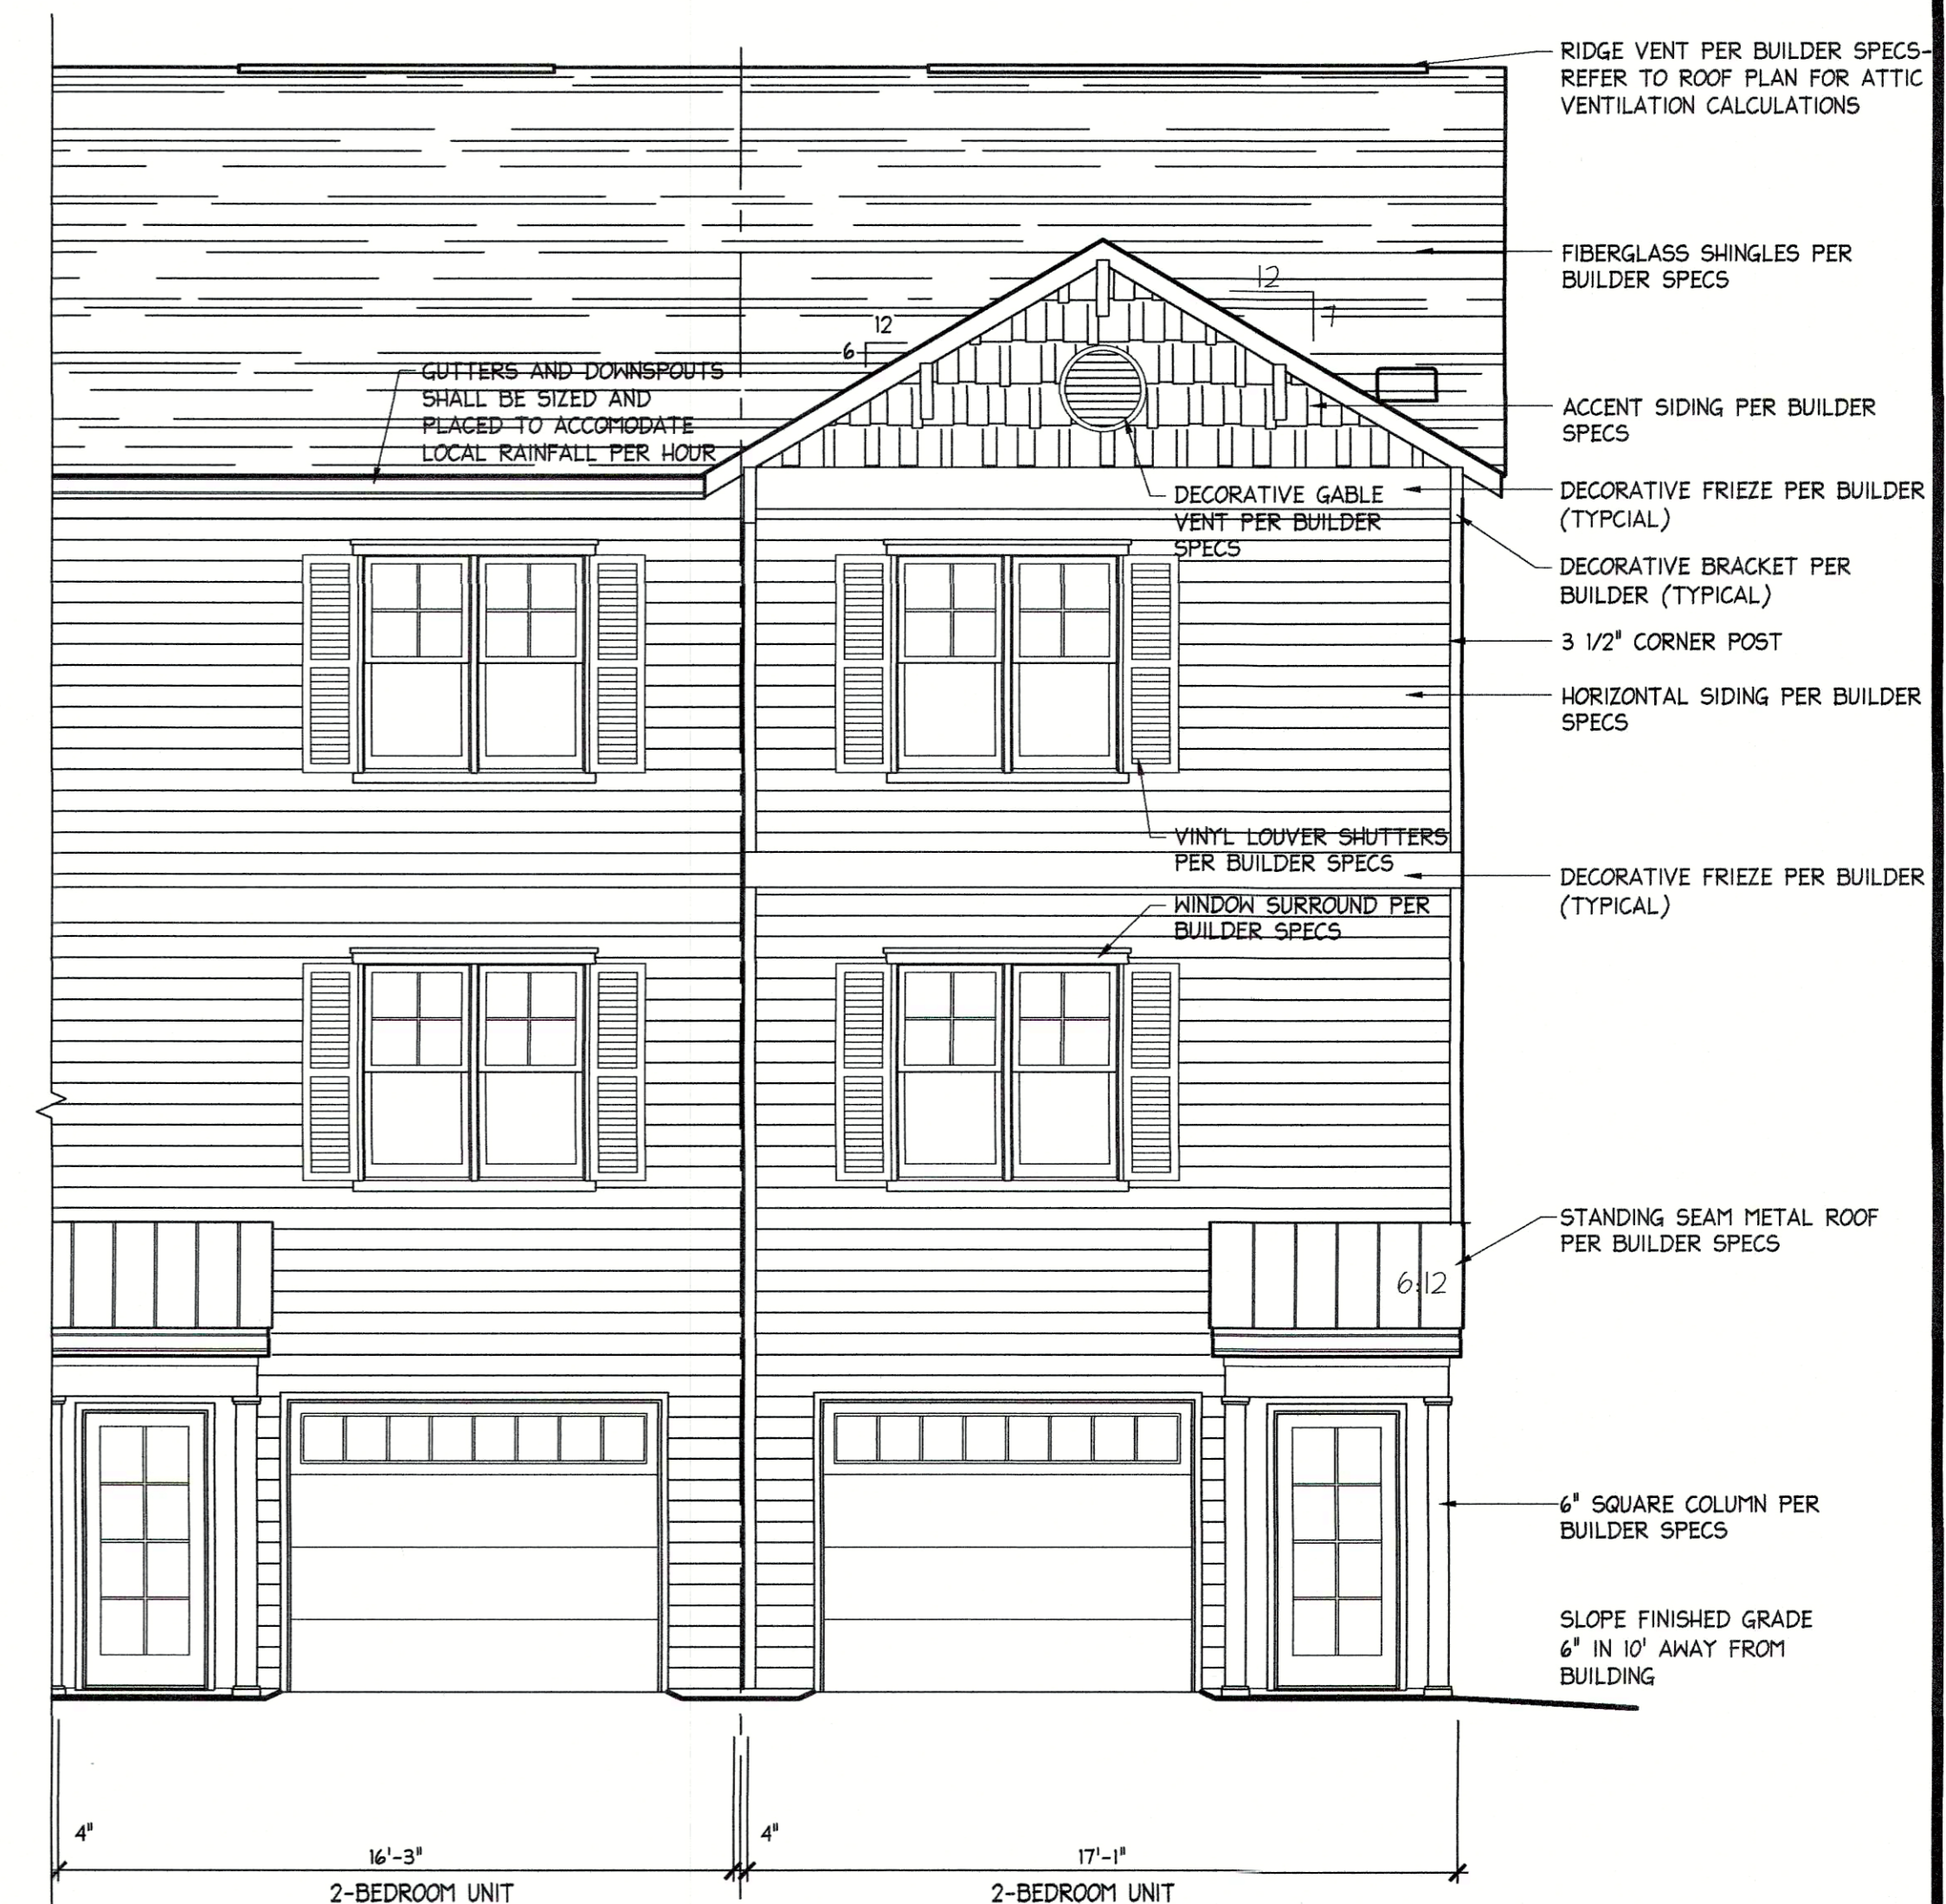 RIDGE VENT PER BUILDER SPECS-
REFER TO ROOF PLAN FOR ATTIC
VENTILATION CALCULATIONS
FIBERGLASS SHINGLES PER
BUILDER SPECS
12
7
12
6
GUTTERS AND DOWNSPOUTS
SHALL BE SIZED AND
PLACED TO ACCOMODATE
LOCAL RAINFALL PER HOUR
ACCENT SIDING PER BUILDER
SPECS
DECORATIVE GABLE
VENT PER BUILDER
SPECS
DECORATIVE FRIEZE PER BUILDER
(TYPCIAL)
DECORATIVE BRACKET PER
BUILDER (TYPICAL)
3 1/2" CORNER POST
HORIZONTAL SIDING PER BUILDER
SPECS
VINYL LOUVER SHUTTERS
PER BUILDER SPECS
DECORATIVE FRIEZE PER BUILDER
(TYPICAL)
WINDOW SURROUND PER
BUILDER SPECS
STANDING SEAM METAL ROOF
PER BUILDER SPECS
6:12
6" SQUARE COLUMN PER
BUILDER SPECS
SLOPE FINISHED GRADE
6" IN 10' AWAY FROM
BUILDING
4"
16'-3"
2-BEDROOM UNIT
4"
17'-1"
2-BEDROOM UNIT